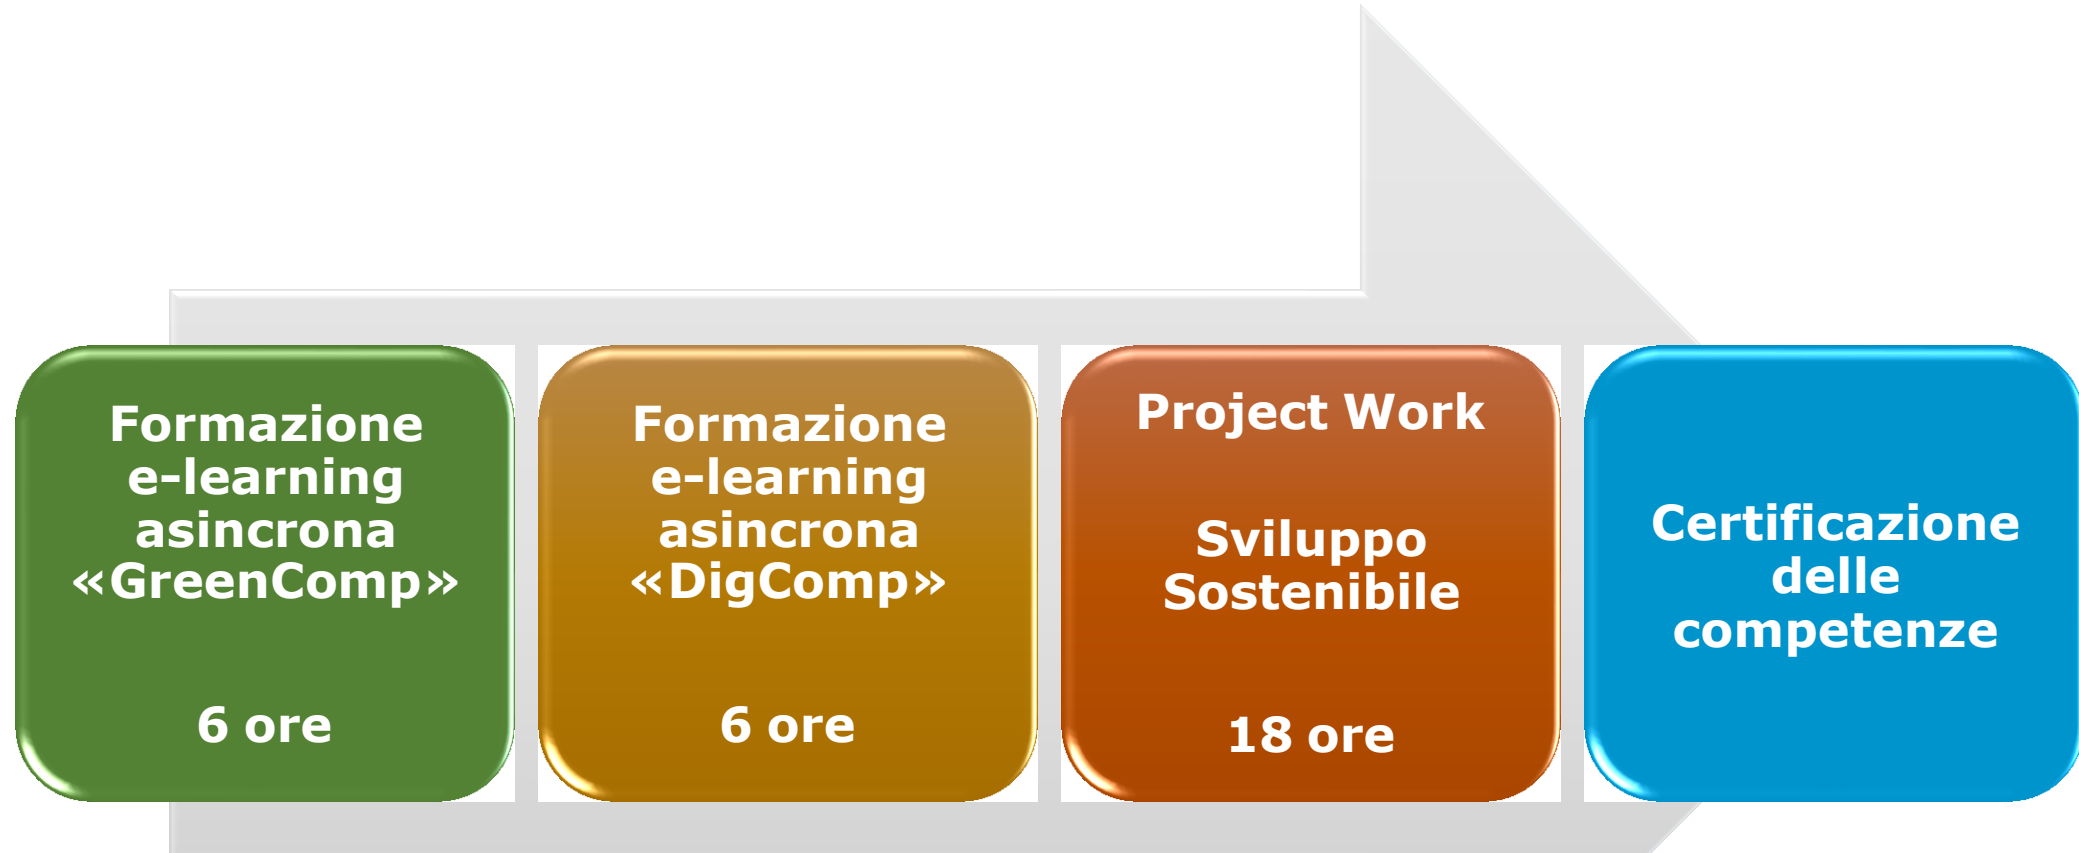 Formazione
e-learning
asincrona
«GreenComp»
6 ore
Formazione
e-learning
asincrona
«DigComp»
6 ore
Project Work
Sviluppo
Sostenibile
18 ore
Certificazione
delle
competenze